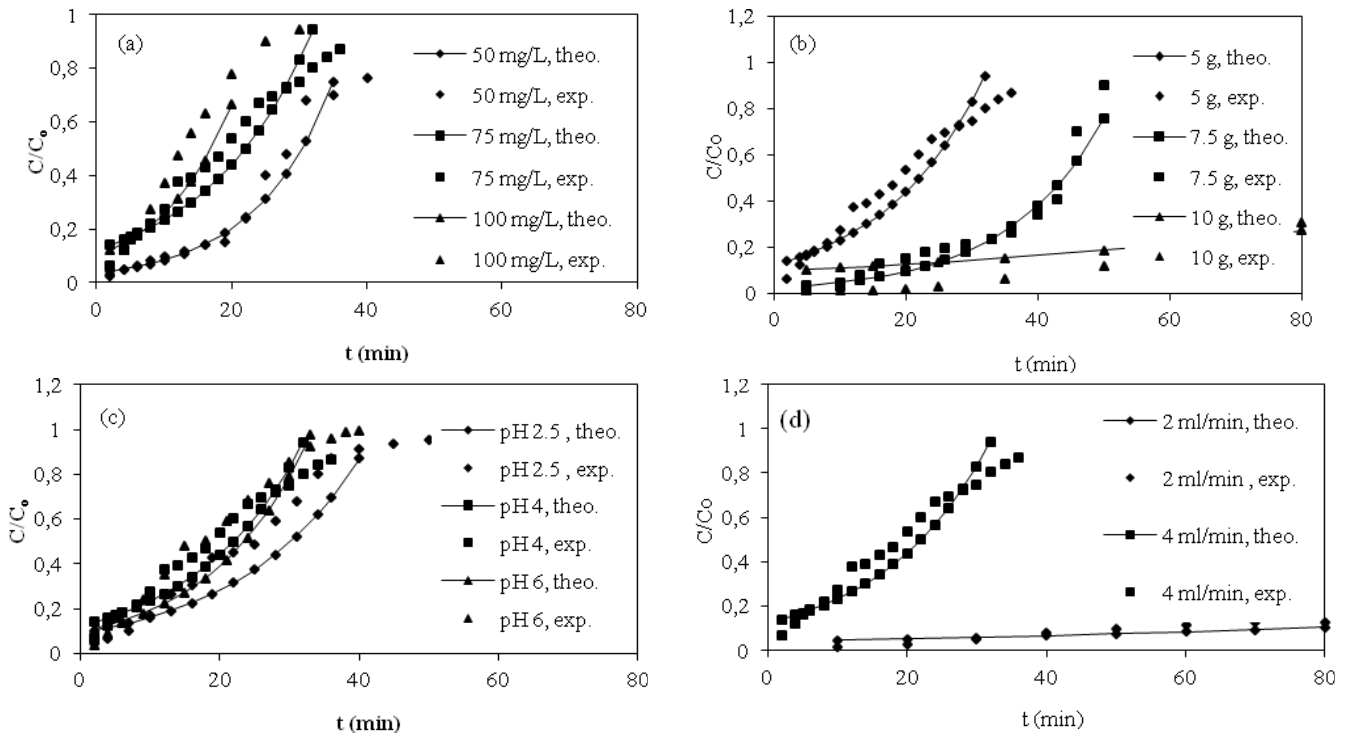 (a)
C/Co
1
0,8
0,6
0,4
0,2
0
0 20 40 60 80
t (min)
50 mg/L, theo.
50 mg/L, exp.
75 mg/L, theo.
75 mg/L, exp.
100 mg/L, theo.
100 mg/L, exp.
(b)
C/Co
1,2
1
0,8
0,6
0,4
0,2
0
0 20 40 60 80
t (min)
5 g, theo.
5 g, exp.
7.5 g, theo.
7.5 g, exp.
10 g, theo.
10 g, exp.
(c)
C/Co
1,2
1
0,8
0,6
0,4
0,2
0
0 20 40 60 80
t (min)
pH 2.5 , theo.
pH 2.5 , exp.
pH 4, theo.
pH 4, exp.
pH 6, theo.
pH 6, exp.
(d)
C/Co
1,2
1
0,8
0,6
0,4
0,2
0
0 20 40 60 80
t (min)
2 ml/min, theo.
2 ml/min , exp.
4 ml/min, theo.
4 ml/min, exp.